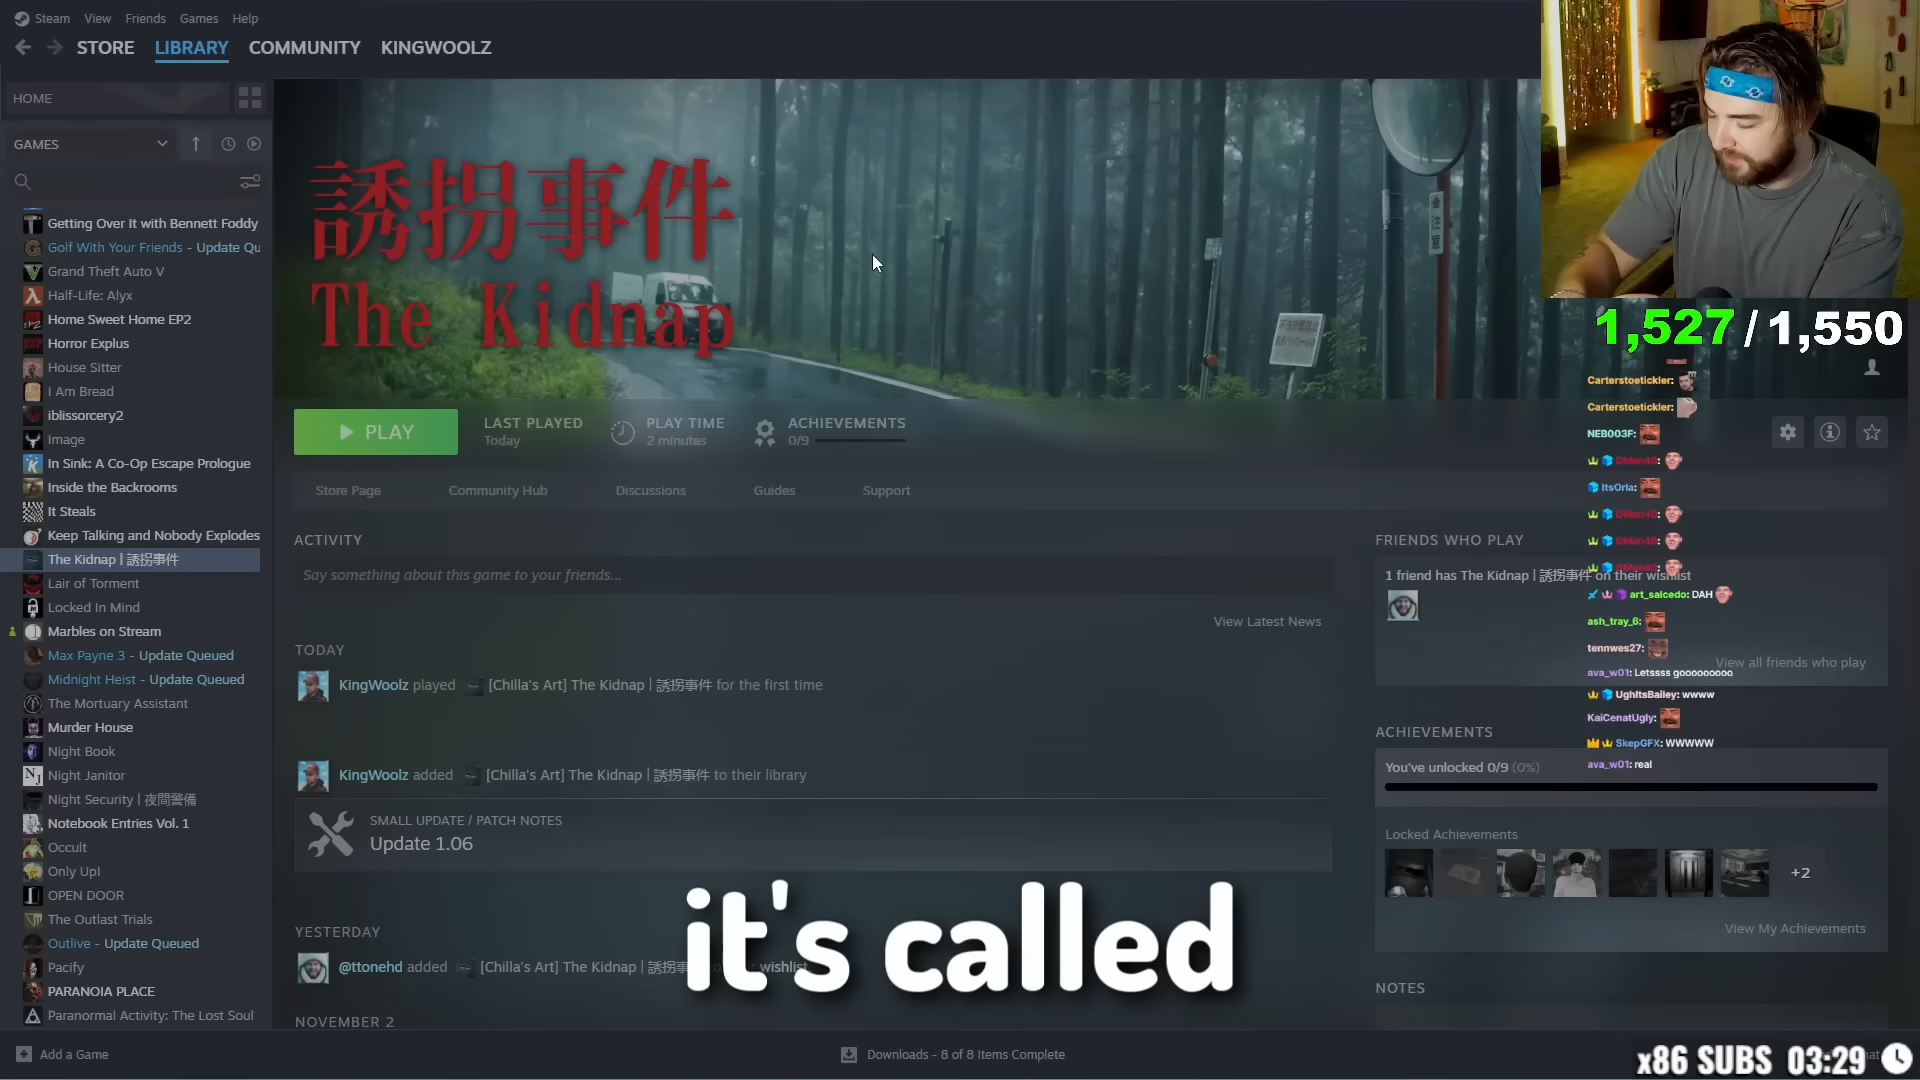 Steam View Friends Games Help
STORE LIBRARY COMMUNITY KINGWOOLZ
HOME
GAMES
Getting Over It with Bennett Foddy
Golf With Your Friends - Update Qu
Grand Theft Auto V
Half-Life: Alyx
Home Sweet Home EP2
Horror Explus
House Sitter
I Am Bread
iblissorcery2
Image
In Sink: A Co-Op Escape Prologue
Inside the Backrooms
It Steals
Keep Talking and Nobody Explodes
The Kidnap | 誘拐事件
Lair of Torment
Locked In Mind
Marbles on Stream
Max Payne 3 - Update Queued
Midnight Heist - Update Queued
The Mortuary Assistant
Murder House
Night Book
Night Janitor
Night Security | 夜間警備
Notebook Entries Vol. 1
Occult
Only Up!
OPEN DOOR
The Outlast Trials
Outlive - Update Queued
Pacify
PARANOIA PLACE
Paranormal Activity: The Lost Soul
Add a Game
誘拐事件
The Kidnap
PLAY
LAST PLAYED
Today
PLAY TIME
2 minutes
ACHIEVEMENTS
0/9
Store Page Community Hub Discussions Guides Support
ACTIVITY
Say something about this game to your friends...
View Latest News
TODAY
KingWoolz played [Chilla's Art] The Kidnap | 誘拐事件 for the first time
KingWoolz added [Chilla's Art] The Kidnap | 誘拐事件 to their library
SMALL UPDATE / PATCH NOTES
Update 1.06
YESTERDAY
@ttonehd added [Chilla's Art] The Kidnap | 誘拐事 wishlist
NOVEMBER 2
it's called
Downloads - 8 of 8 Items Complete
FRIENDS WHO PLAY
1 friend has The Kidnap | 誘拐事件 on their wishlist
View all friends who play
ACHIEVEMENTS
You've unlocked 0/9 (0%)
Locked Achievements
+2
View My Achievements
NOTES
1,527/1,550
Carterstoetickler:
Carterstoetickler:
NEB003F:
DMan40:
ItsOrla:
DMan40:
DMan40:
DMan40:
art_salcedo: DAH
ash_tray_6:
tennwes27:
ava_w01: Letssss gooooooooo
UghItsBailey: wwww
KaiCenatUgly:
SkepGFX: WWWWW
ava_w01: real
x86 SUBS 03:29